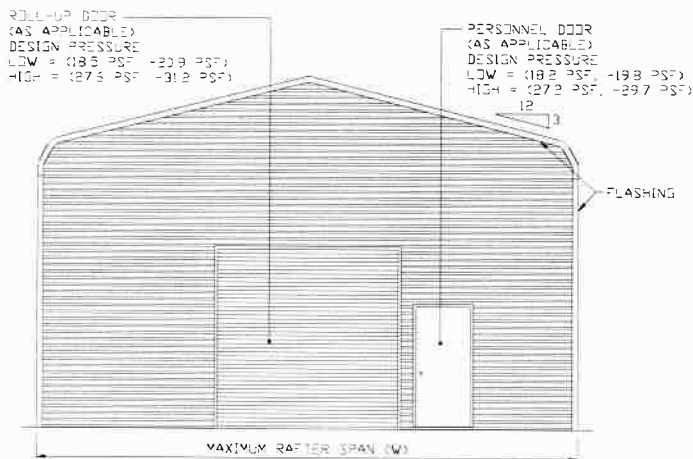 ROLL-UP DOOR
(AS APPLICABLE)
DESIGN PRESSURE
LOW = (18.5 PSF -20.9 PSF)
HIGH = (27.6 PSF -31.2 PSF)
PERSONNEL DOOR
(AS APPLICABLE)
DESIGN PRESSURE
LOW = (18.2 PSF, -19.8 PSF)
HIGH = (27.2 PSF, -29.7 PSF)
12
3
FLASHING
MAXIMUM RAFTER SPAN (W)